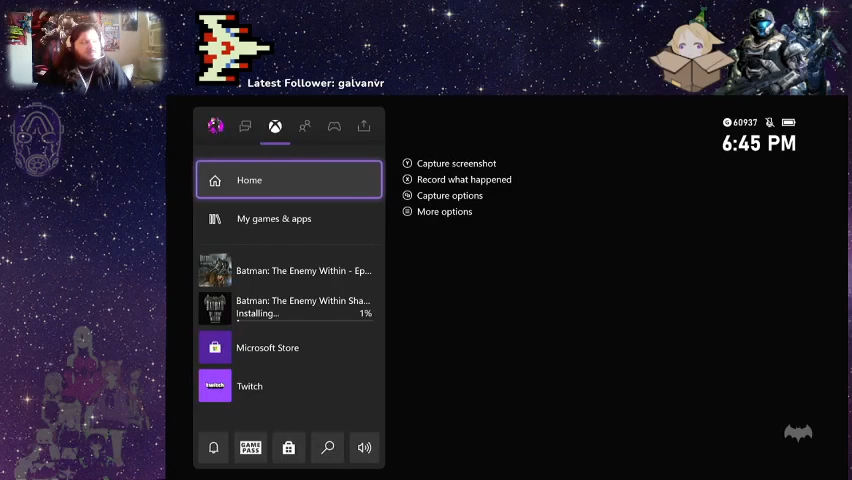 Latest Follower: galvanvr
G 60937
6:45 PM
Home
My games & apps
Batman: The Enemy Within - Ep...
Batman: The Enemy Within Sha...
Installing...
1%
Microsoft Store
twitch
Twitch
GAME
PASS
Y Capture screenshot
X Record what happened
Capture options
More options